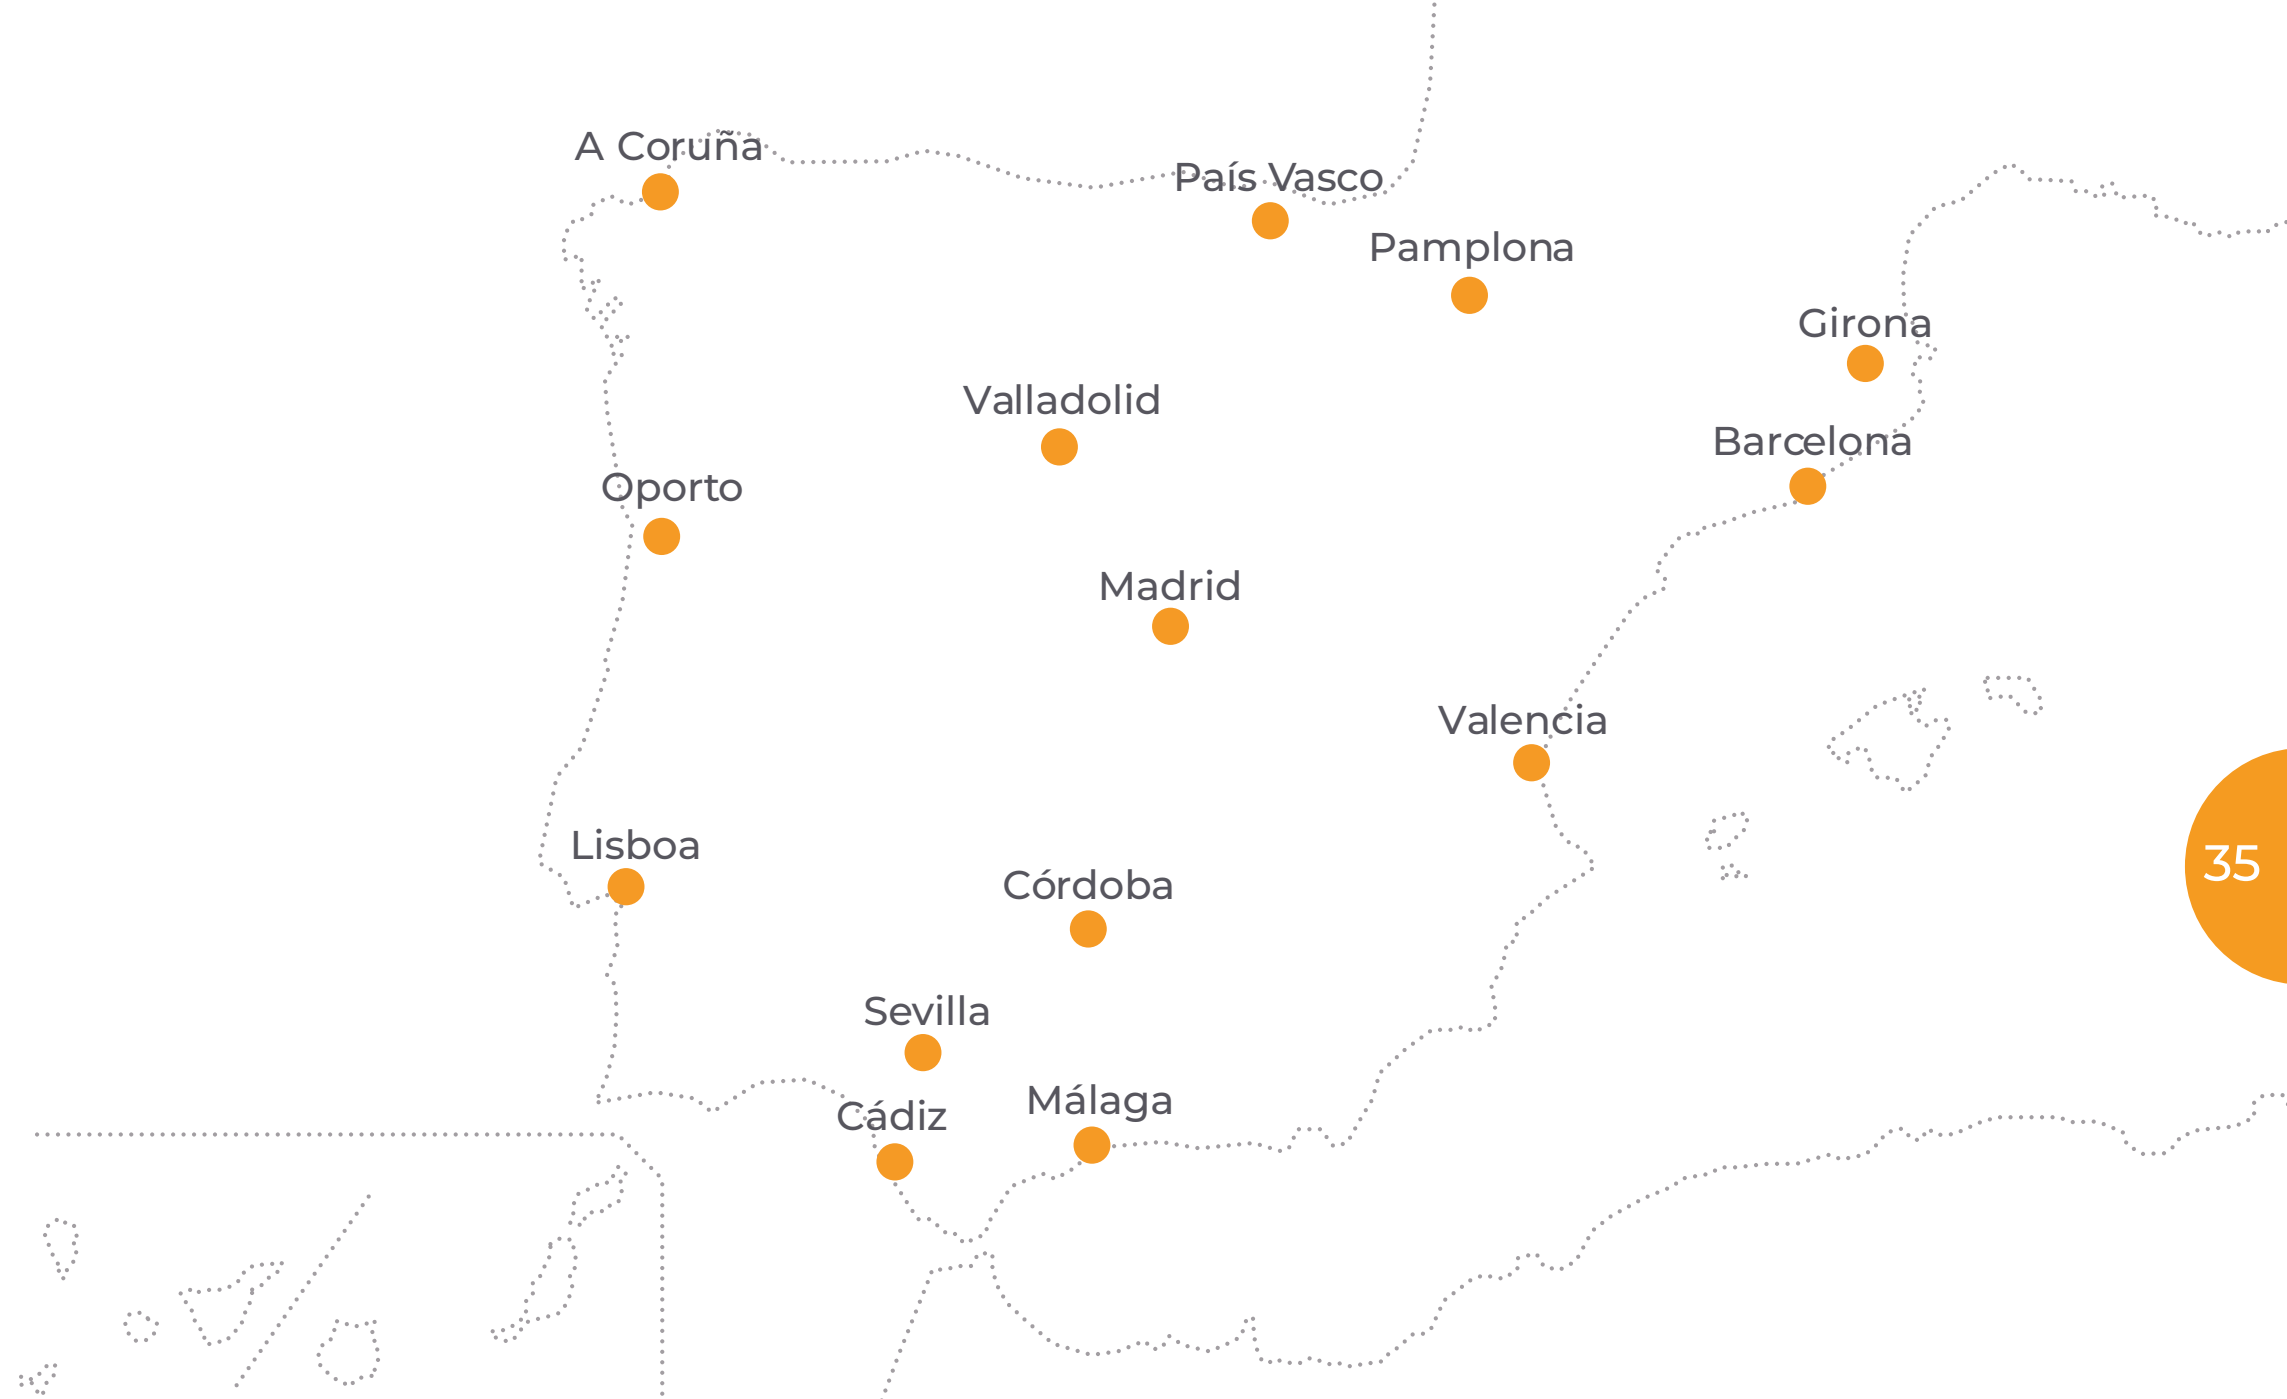 A Coruña
País Vasco
Pamplona
Girona
Valladolid
Barcelona
Oporto
Madrid
Valencia
Lisboa
35
Córdoba
Sevilla
Málaga
Cádiz